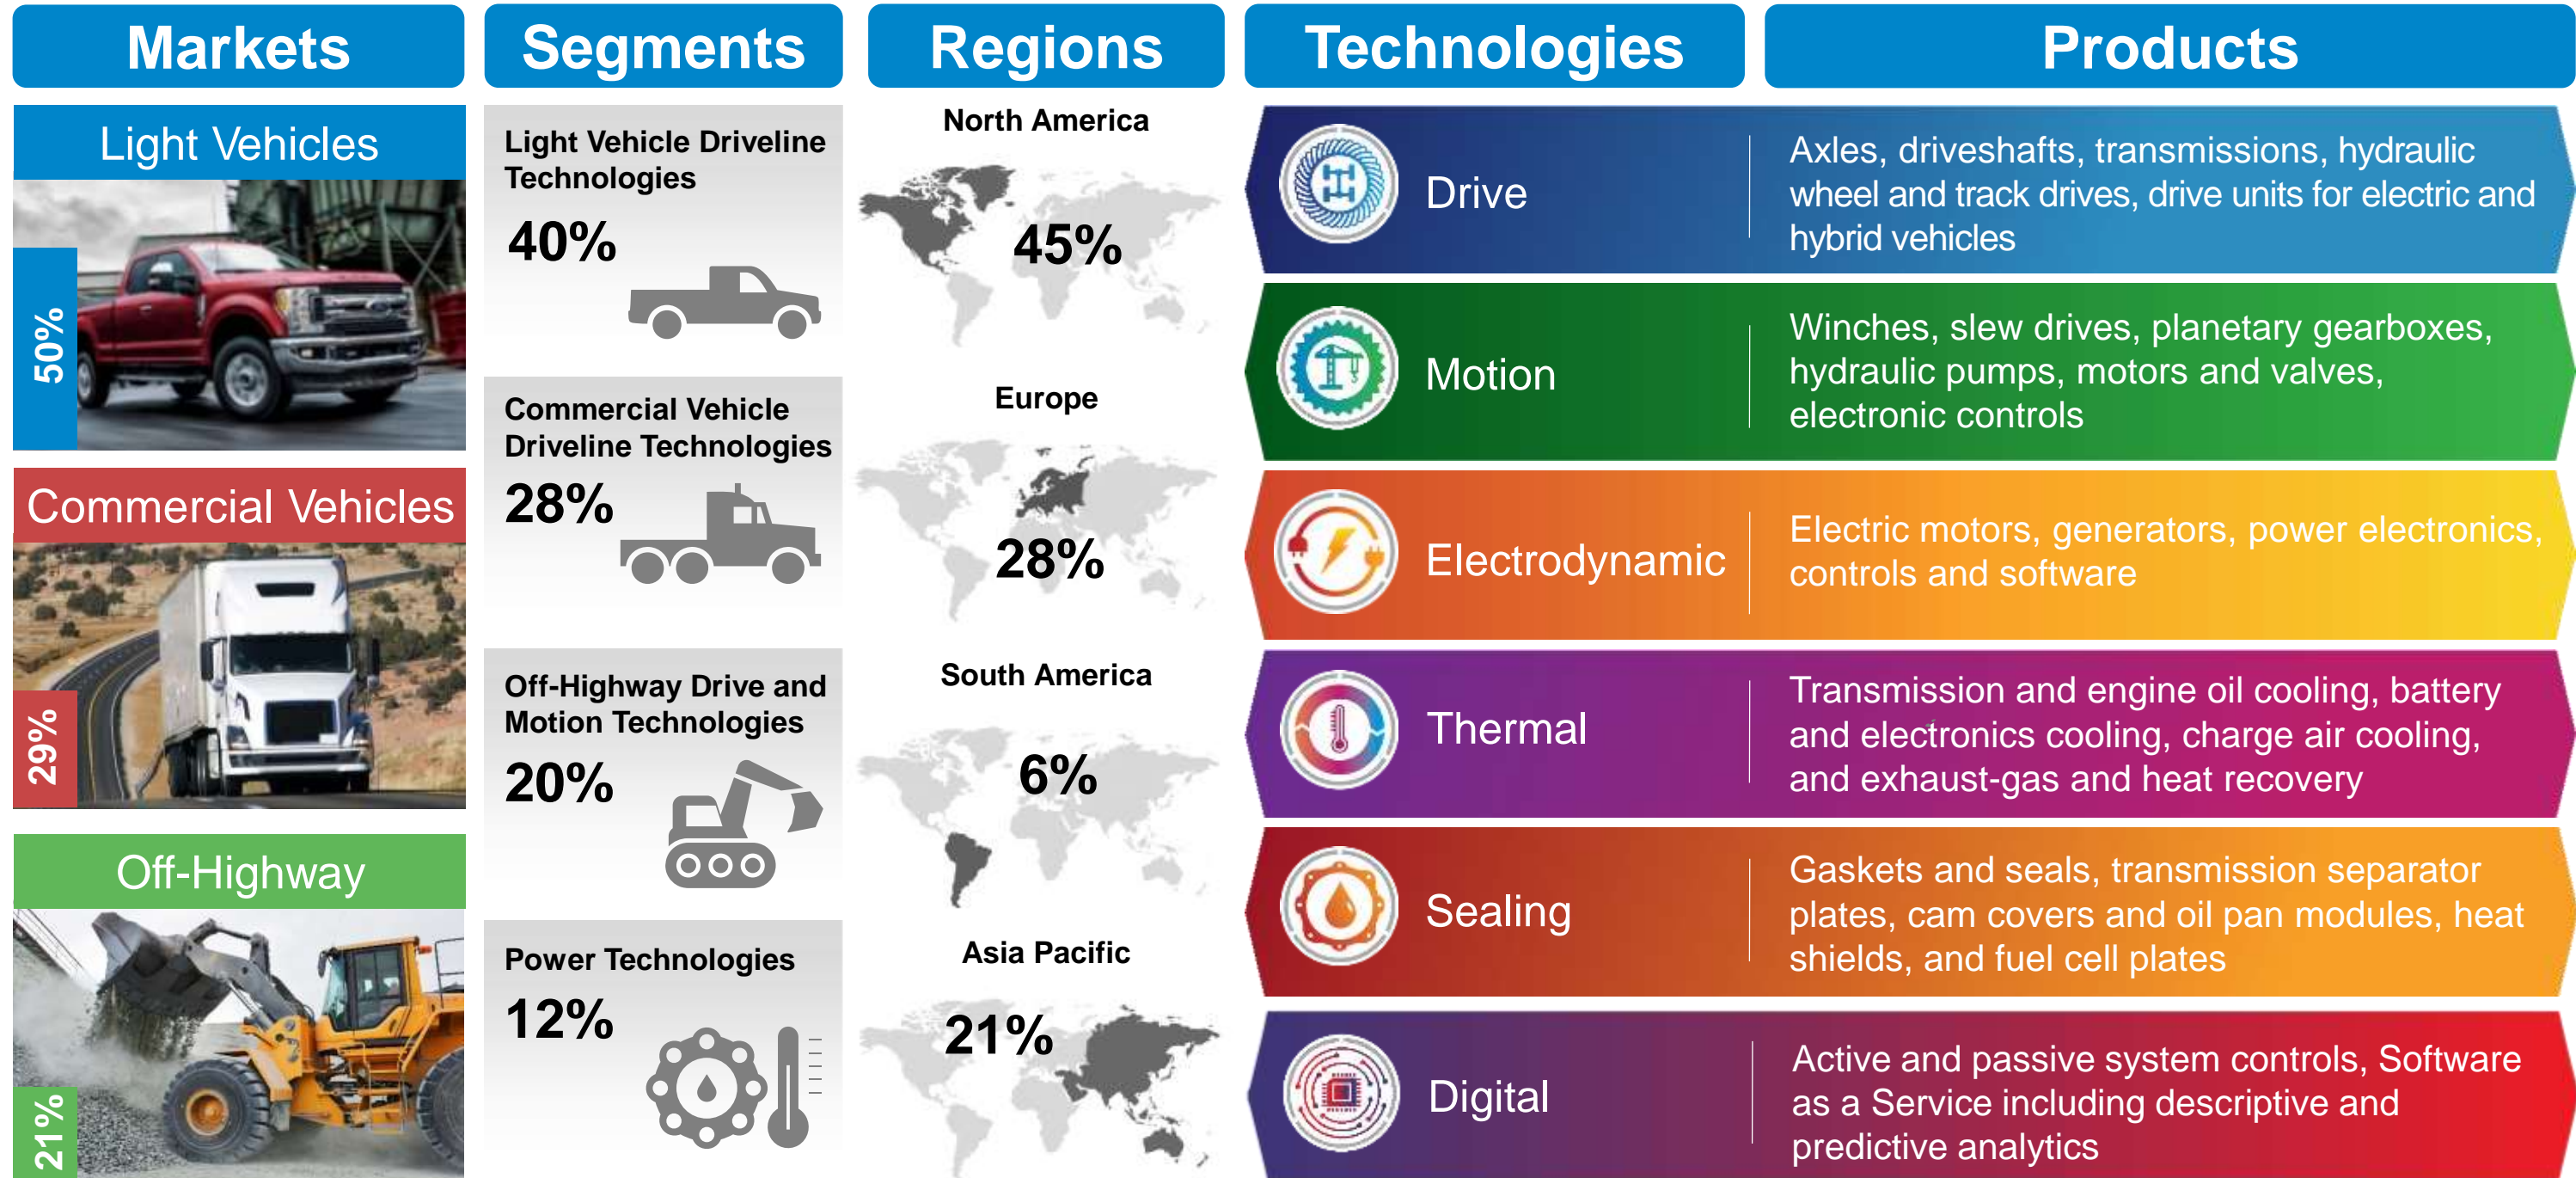 Markets
Segments
Regions
Technologies
Products
Light Vehicles
50%
Commercial Vehicles
29%
Off-Highway
21%
Light Vehicle Driveline
Technologies
40%
Commercial Vehicle
Driveline Technologies
28%
Off-Highway Drive and
Motion Technologies
20%
Power Technologies
12%
North America
45%
Europe
28%
South America
6%
Asia Pacific
21%
Drive
Axles, driveshafts, transmissions, hydraulic
wheel and track drives, drive units for electric and
hybrid vehicles
Motion
Winches, slew drives, planetary gearboxes,
hydraulic pumps, motors and valves,
electronic controls
Electrodynamic
Electric motors, generators, power electronics,
controls and software
Thermal
Transmission and engine oil cooling, battery
and electronics cooling, charge air cooling,
and exhaust-gas and heat recovery
Sealing
Gaskets and seals, transmission separator
plates, cam covers and oil pan modules, heat
shields, and fuel cell plates
Digital
Active and passive system controls, Software
as a Service including descriptive and
predictive analytics